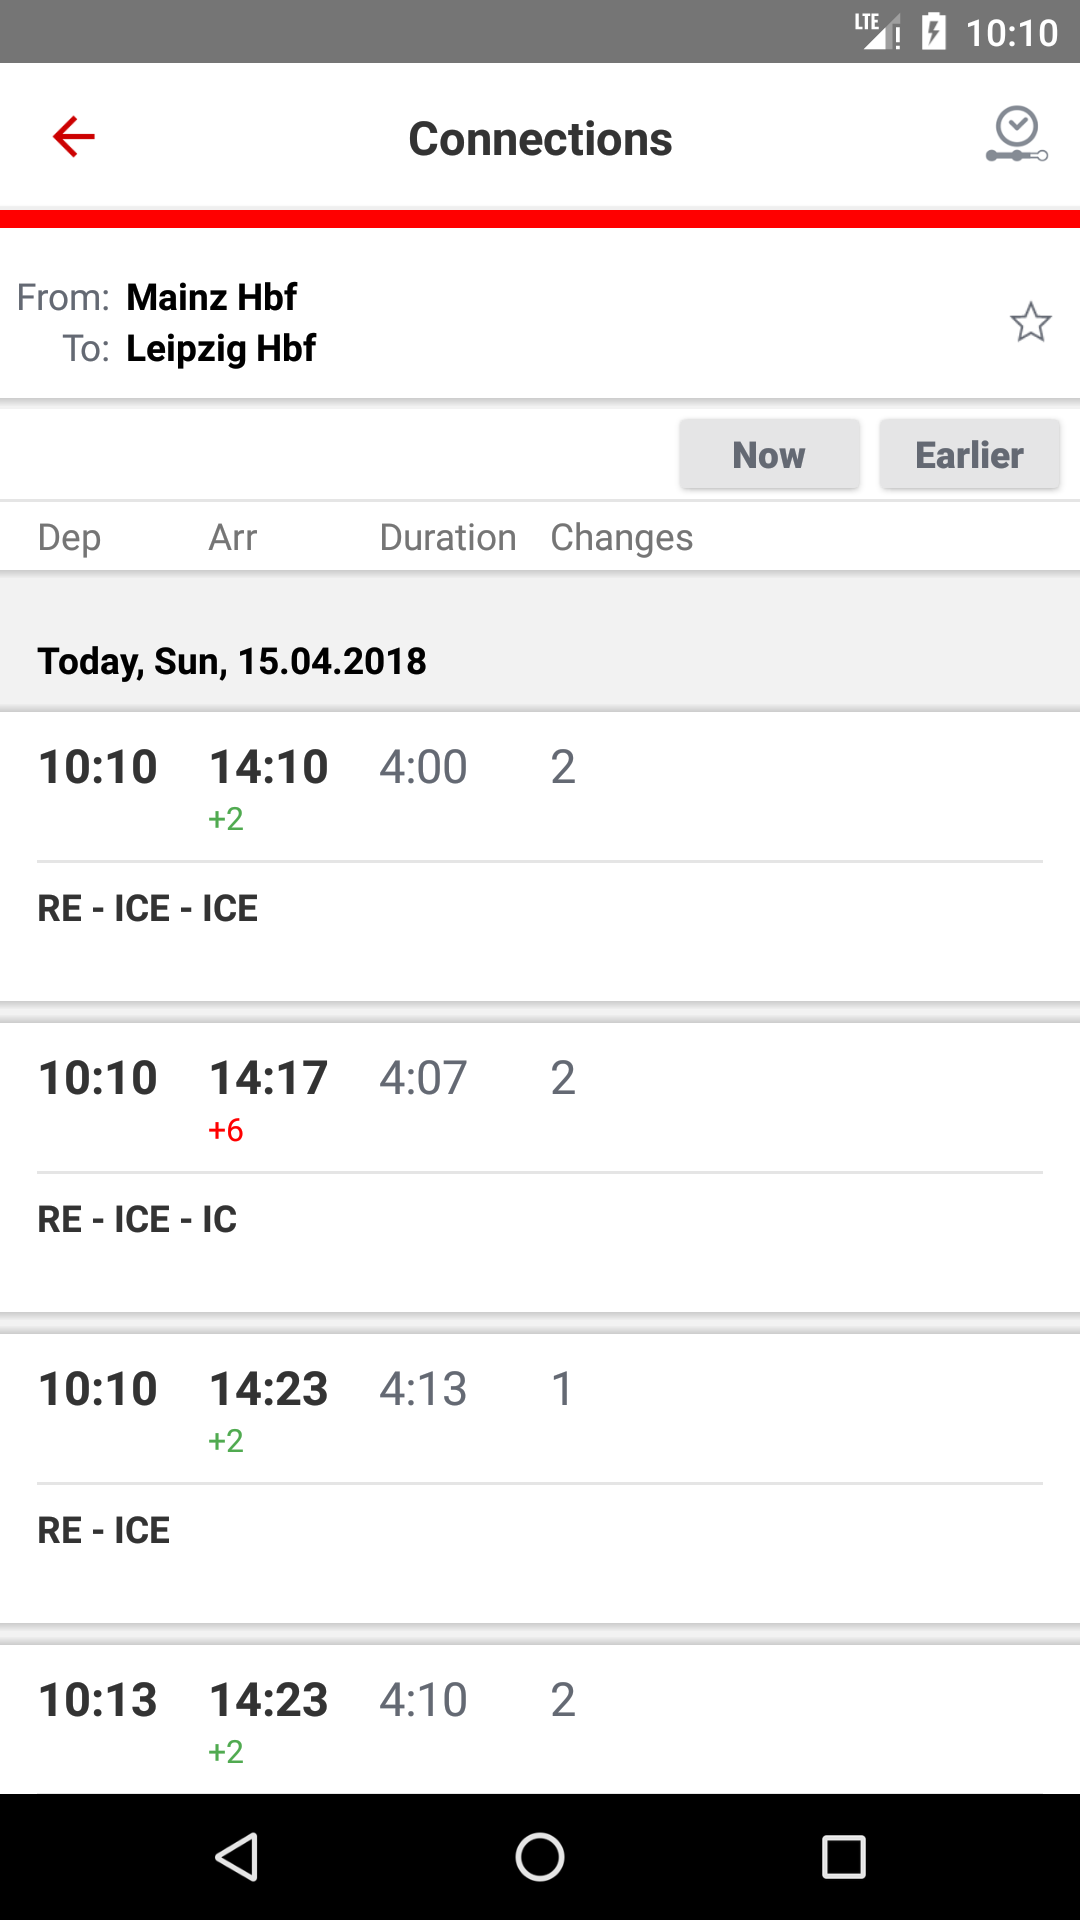 LTE ! 10:10
Connections
From: Mainz Hbf
To: Leipzig Hbf
Now Earlier
Dep Arr Duration Changes
Today, Sun, 15.04.2018
10:10 14:10 4:00 2
+2
RE - ICE - ICE
10:10 14:17 4:07 2
+6
RE - ICE - IC
10:10 14:23 4:13 1
+2
RE - ICE
10:13 14:23 4:10 2
+2